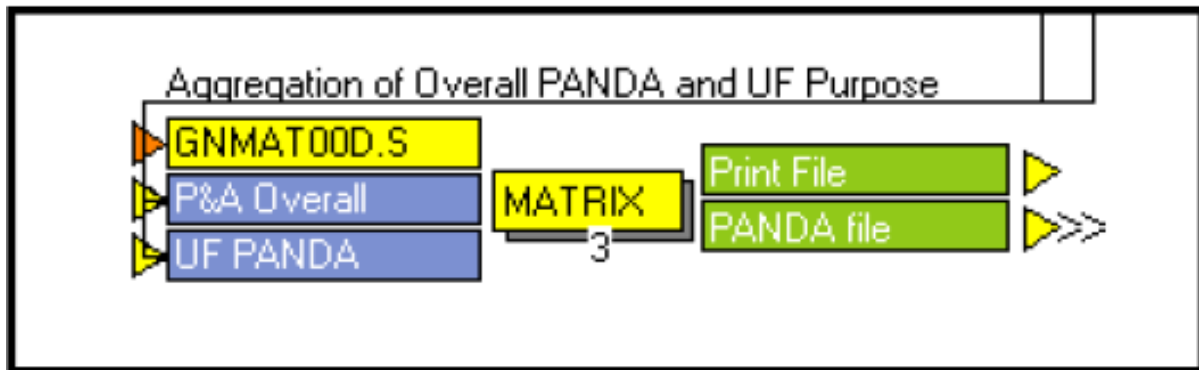 Aggregation of Overall PANDA and UF Purpose
GNMAT00D.S
P&A Overall
UF PANDA
MATRIX
3
Print File
PANDA file